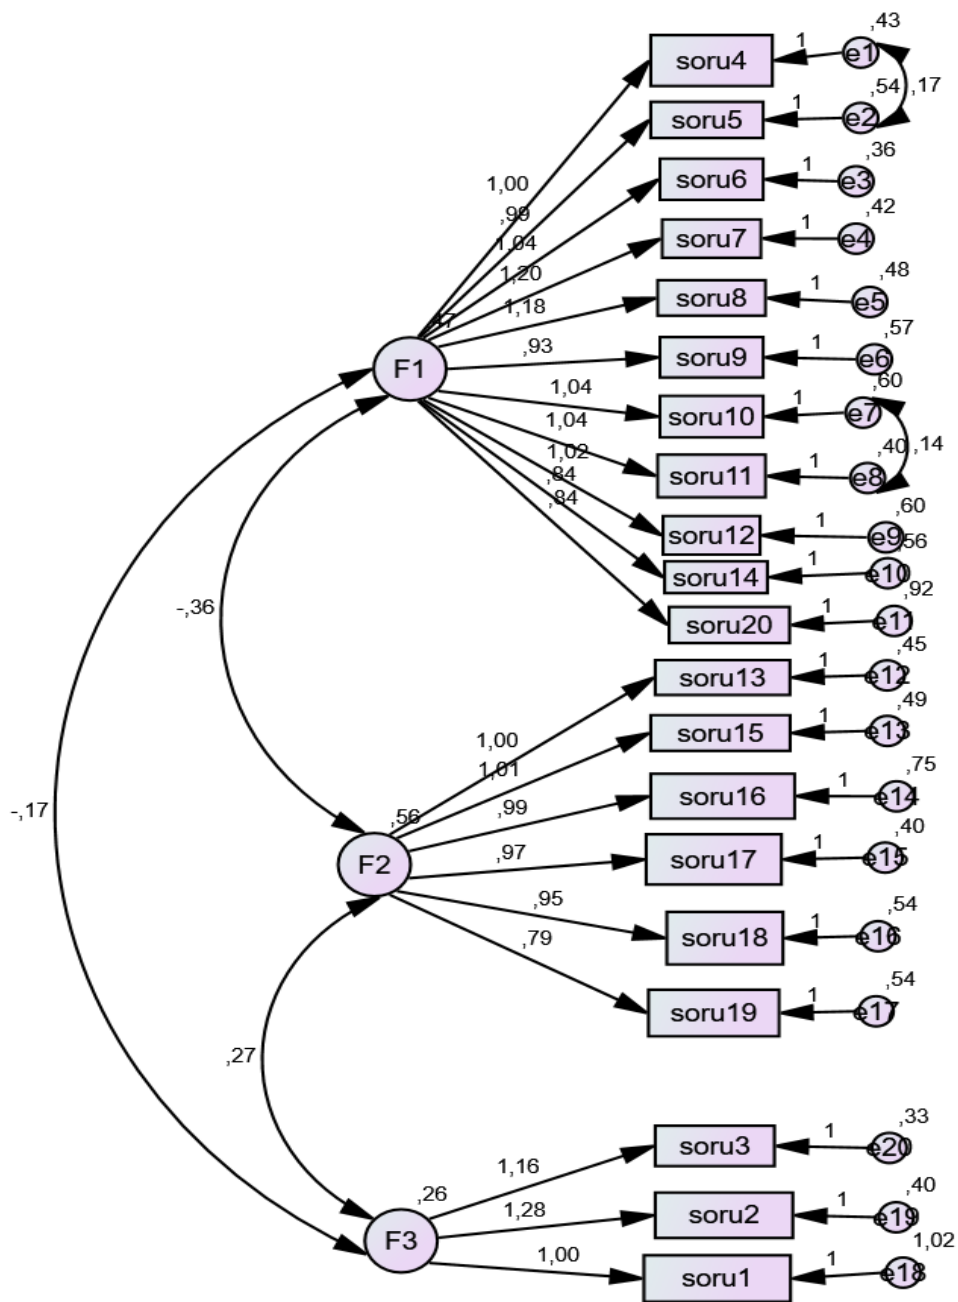 ,43
soru4 1 e1
,54 ,17
soru5 1 e2
,36
soru6 1 e3
1,00
,99
,42
soru7 1 e4
1,04
1,20
,48
soru8 1 e5
1,18
,57
soru9 1 e6
,93
F1
,60
soru10 1 e7
1,04
,40 ,14
soru11 1 e8
1,04
1,02
,84
,84
,60
soru12 1 e9
,56
soru14 1 e10
,92
soru20 1 e11
-,36
,45
soru13 1 e12
,49
soru15 1 e13
1,00
1,01
,75
soru16 1 e14
,99
,56
-,17
,40
soru17 1 e15
,97
F2
,54
soru18 1 e16
,95
,79
,54
soru19 1 e17
,27
,33
soru3 1 e20
1,16
,26
,40
soru2 1 e19
1,28
F3
1,02
soru1 1 e18
1,00